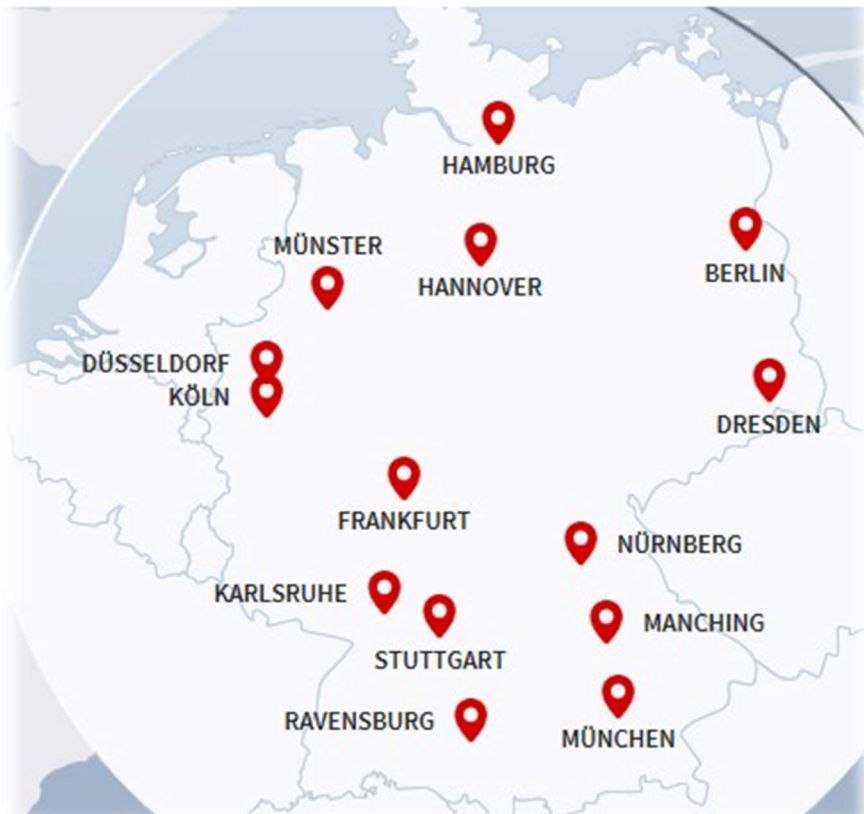 HAMBURG
MÜNSTER
HANNOVER
BERLIN
DÜSSELDORF
KÖLN
DRESDEN
FRANKFURT
NÜRNBERG
KARLSRUHE
MANCHING
STUTTGART
RAVENSBURG
MÜNCHEN